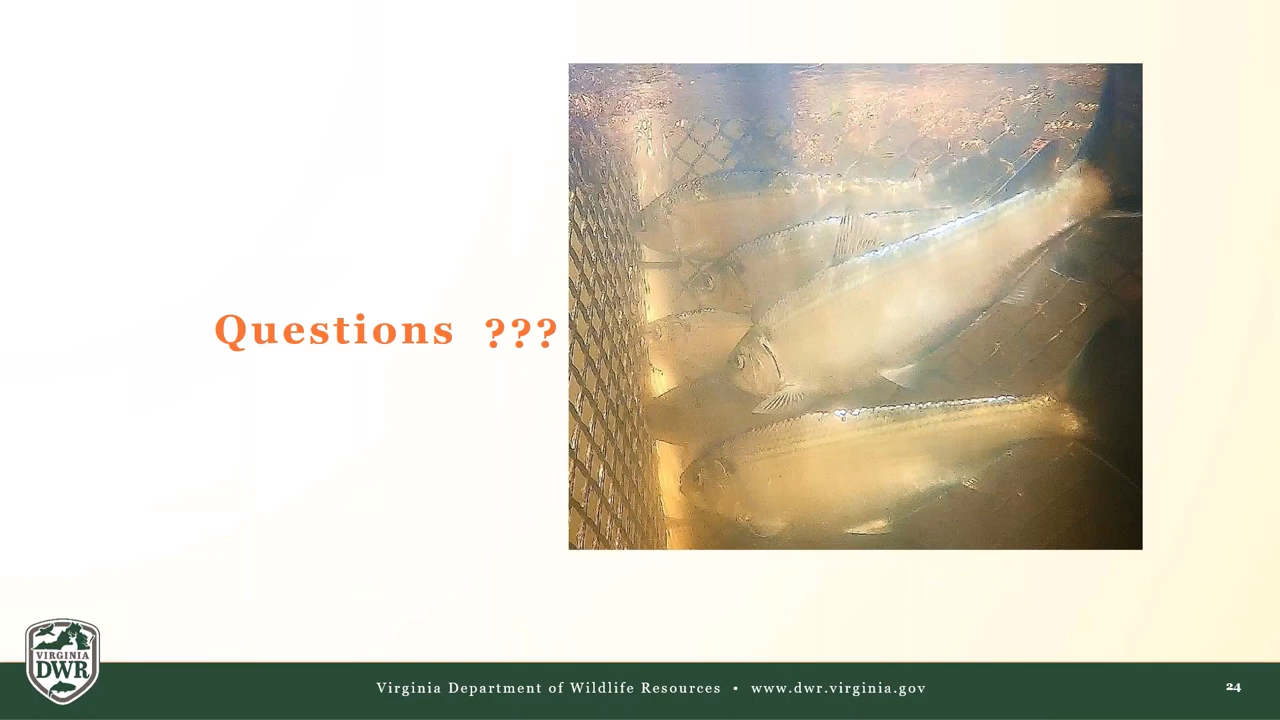 Questions ???
VIRGINIA
DWR
Virginia Department of Wildlife Resources • www.dwr.virginia.gov
24